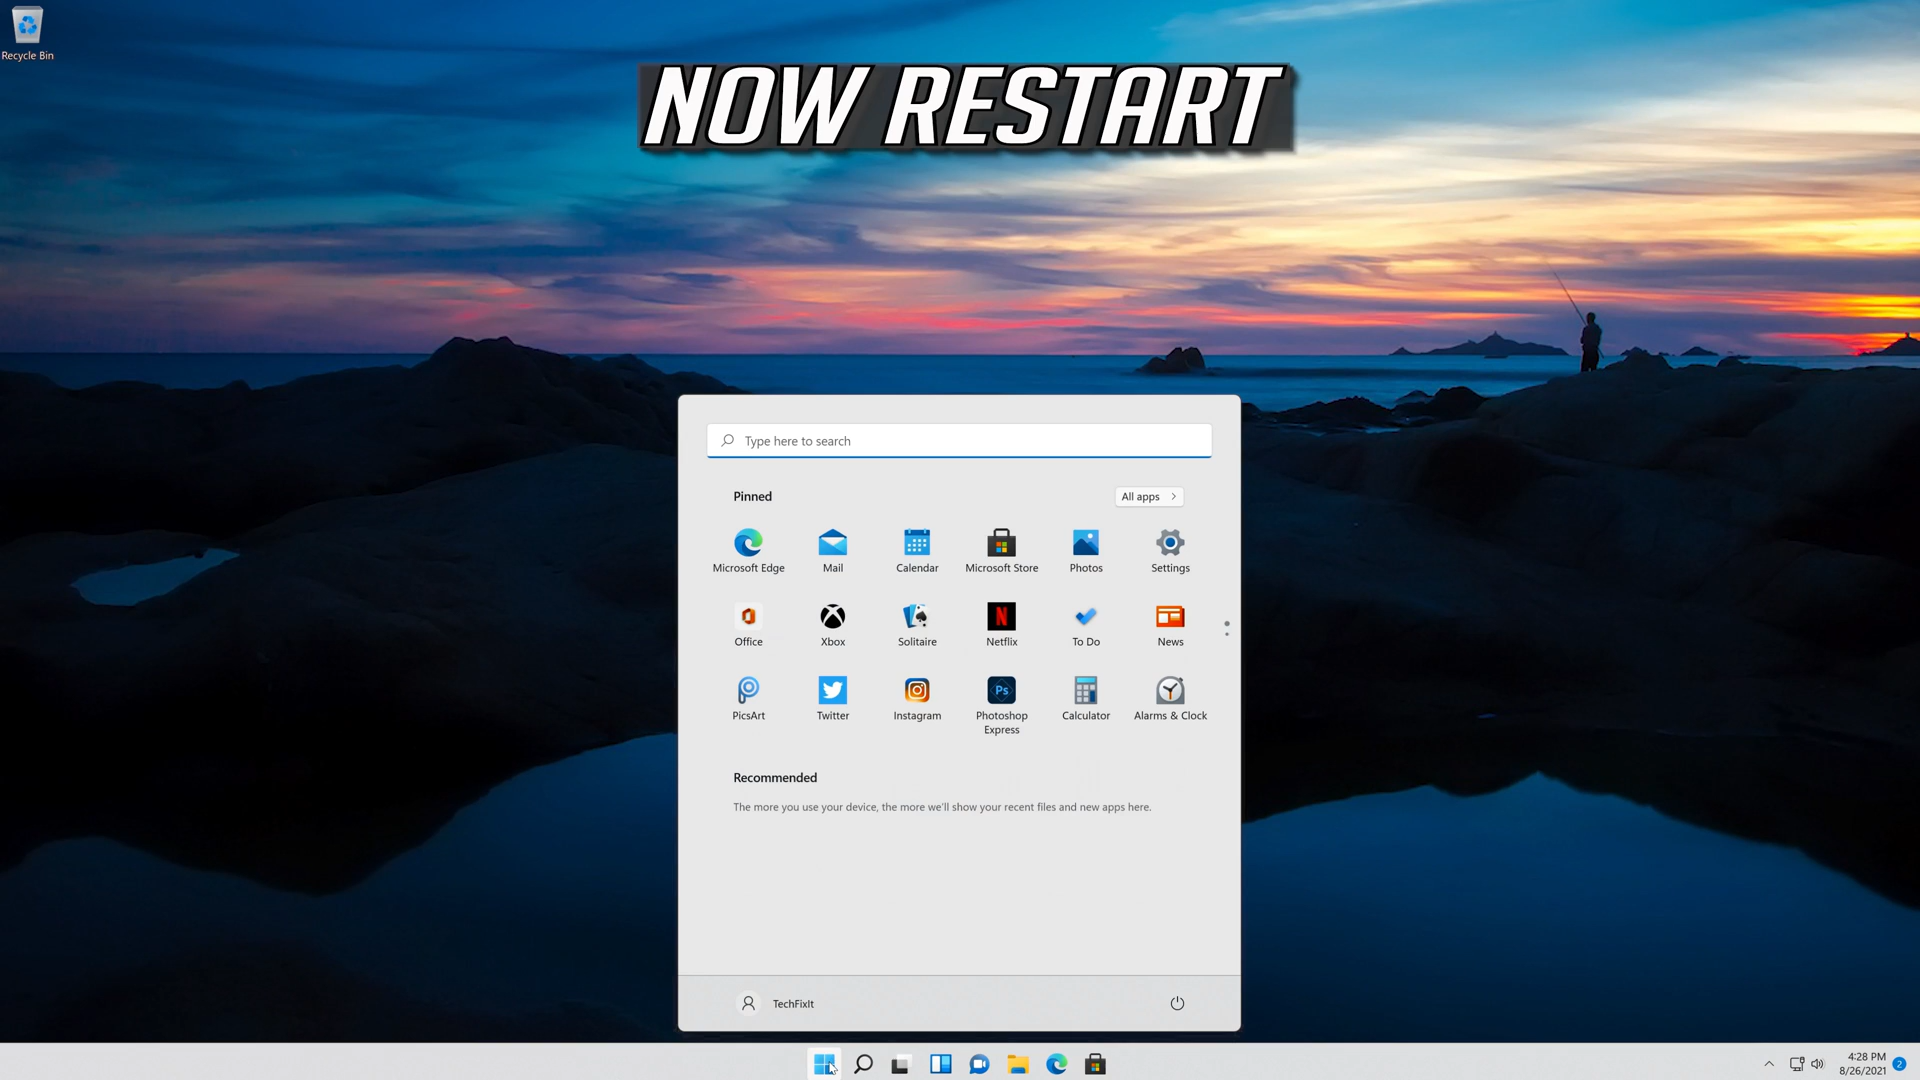 Recycle Bin
NOW RESTART
Type here to search
Pinned
All apps
Microsoft Edge
Mail
Calendar
Microsoft Store
Photos
Settings
Office
Xbox
Solitaire
Netflix
To Do
News
PicsArt
Twitter
Instagram
Photoshop
Express
Calculator
Alarms & Clock
Recommended
The more you use your device, the more we'll show your recent files and new apps here.
TechFixIt
4:28 PM
8/26/2021
2